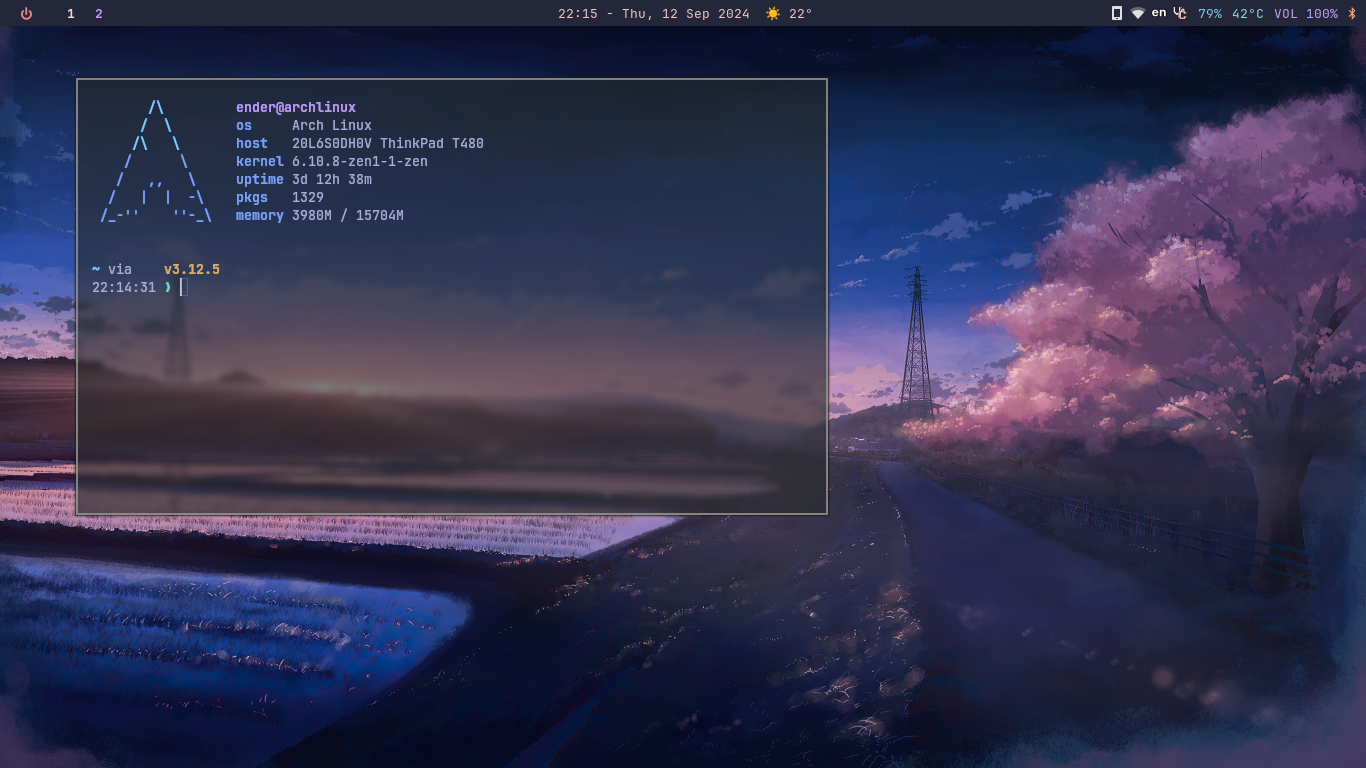 1 2 22:15 - Thu, 12 Sep 2024 22° en 79% 42°C VOL 100%
ender@archlinux
os Arch Linux
host 20L6S0DH0V ThinkPad T480
kernel 6.10.8-zen1-1-zen
uptime 3d 12h 38m
pkgs 1329
memory 3980M / 15704M
~ via v3.12.5
22:14:31 ❯